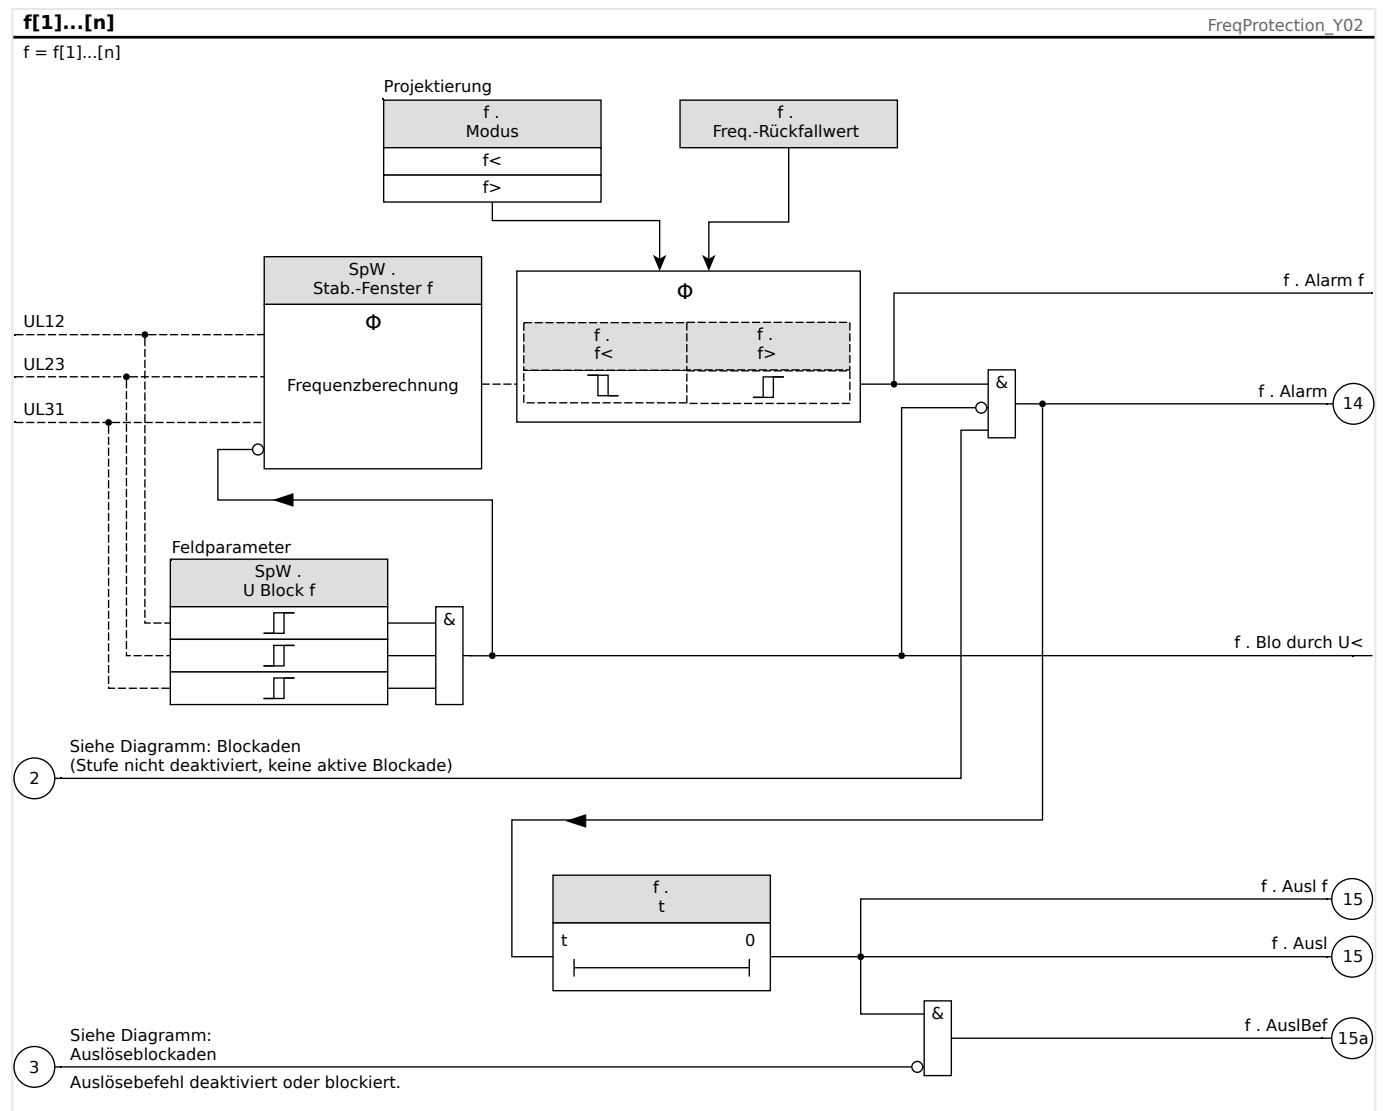 f[1]...[n]
FreqProtection_Y02
f = f[1]...[n]
Projektierung
f .
Modus
f<
f>
f .
Freq.-Rückfallwert
SpW .
Stab.-Fenster f
Φ
Frequenzberechnung
UL12
UL23
UL31
Φ
f .
f<
f .
f>
f . Alarm f
&
f . Alarm
14
Feldparameter
SpW .
U Block f
&
f . Blo durch U<
Siehe Diagramm: Blockaden
(Stufe nicht deaktiviert, keine aktive Blockade)
2
f .
t
t
0
f . Ausl f
15
f . Ausl
15
&
f . AuslBef
15a
Siehe Diagramm:
Auslöseblockaden
3
Auslösebefehl deaktiviert oder blockiert.